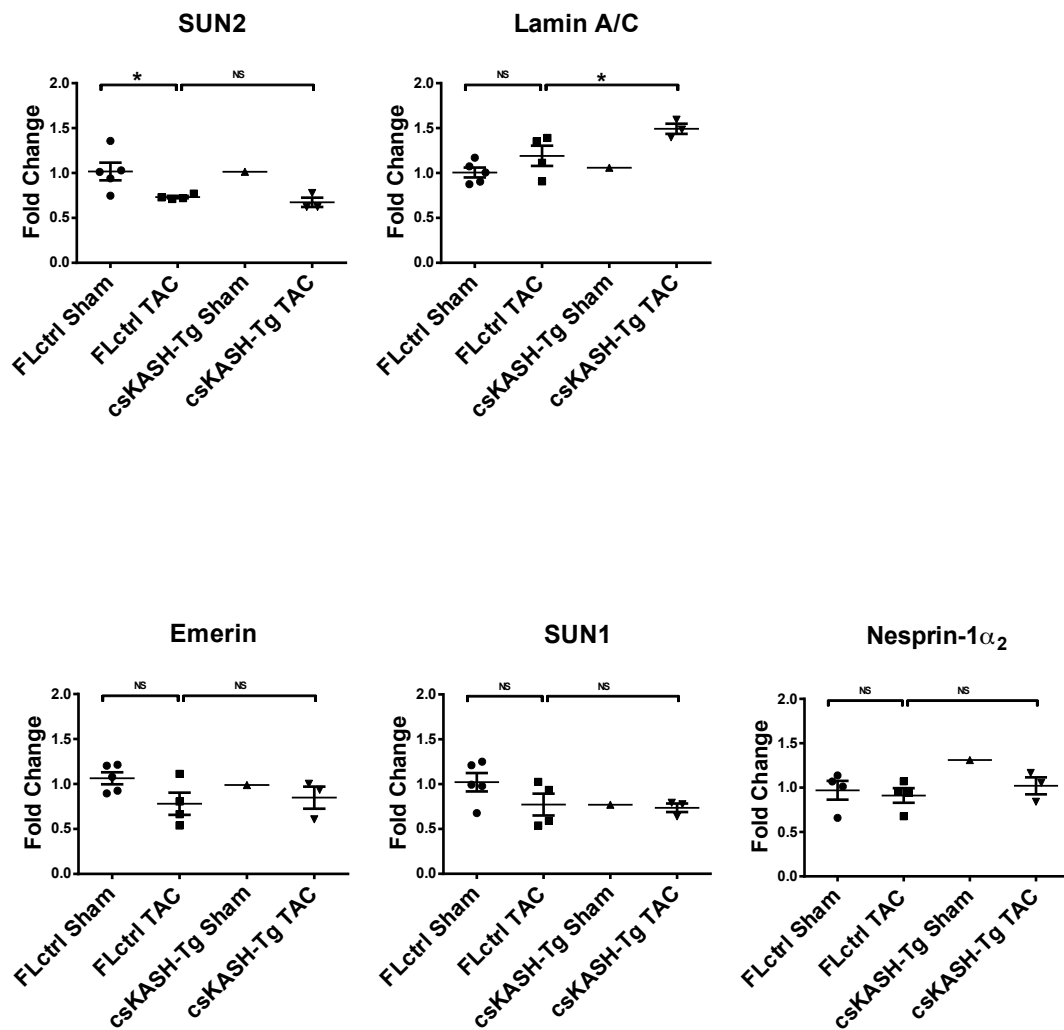 SUN2
* NS
Fold Change
2.0
1.5
1.0
0.5
0.0
FLctrl Sham
FLctrl TAC
csKASH-Tg Sham
csKASH-Tg TAC
Lamin A/C
NS *
Fold Change
2.0
1.5
1.0
0.5
0.0
FLctrl Sham
FLctrl TAC
csKASH-Tg Sham
csKASH-Tg TAC
Emerin
NS NS
Fold Change
2.0
1.5
1.0
0.5
0.0
FLctrl Sham
FLctrl TAC
csKASH-Tg Sham
csKASH-Tg TAC
SUN1
NS NS
Fold Change
2.0
1.5
1.0
0.5
0.0
FLctrl Sham
FLctrl TAC
csKASH-Tg Sham
csKASH-Tg TAC
Nesprin-1α₂
NS NS
Fold Change
2.0
1.5
1.0
0.5
0.0
FLctrl Sham
FLctrl TAC
csKASH-Tg Sham
csKASH-Tg TAC